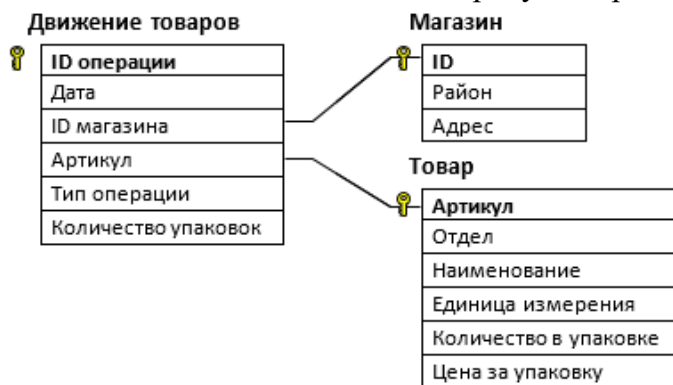 Движение товаров
ID операции
Дата
ID магазина
Артикул
Тип операции
Количество упаковок
Магазин
ID
Район
Адрес
Товар
Артикул
Отдел
Наименование
Единица измерения
Количество в упаковке
Цена за упаковку